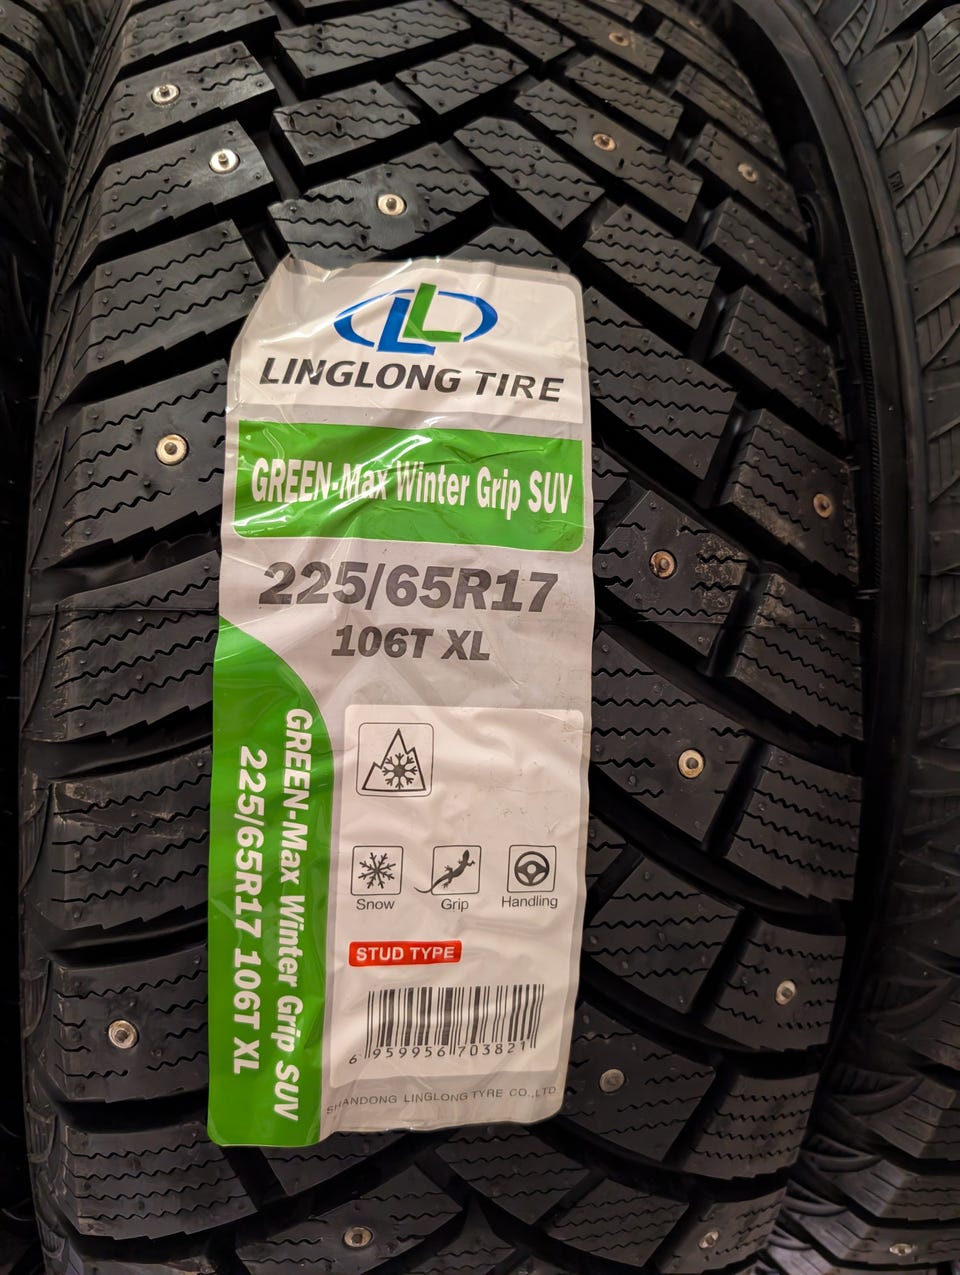 LINGLONG TIRE
GREEN-Max Winter Grip SUV
225/65R17
106T XL
GREEN-Max Winter Grip SUV
225/65R17 106T XL
Snow Grip Handling
STUD TYPE
6 959956 703821
SHANDONG LINGLONG TYRE CO.,LTD